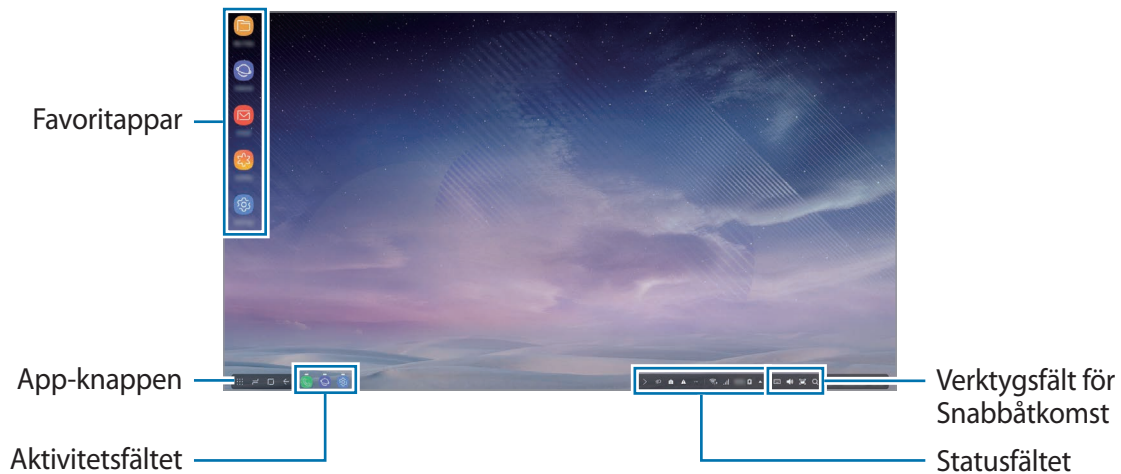 Favoritappar
App-knappen
Aktivitetsfältet
Verktygsfält för
Snabbåtkomst
Statusfältet